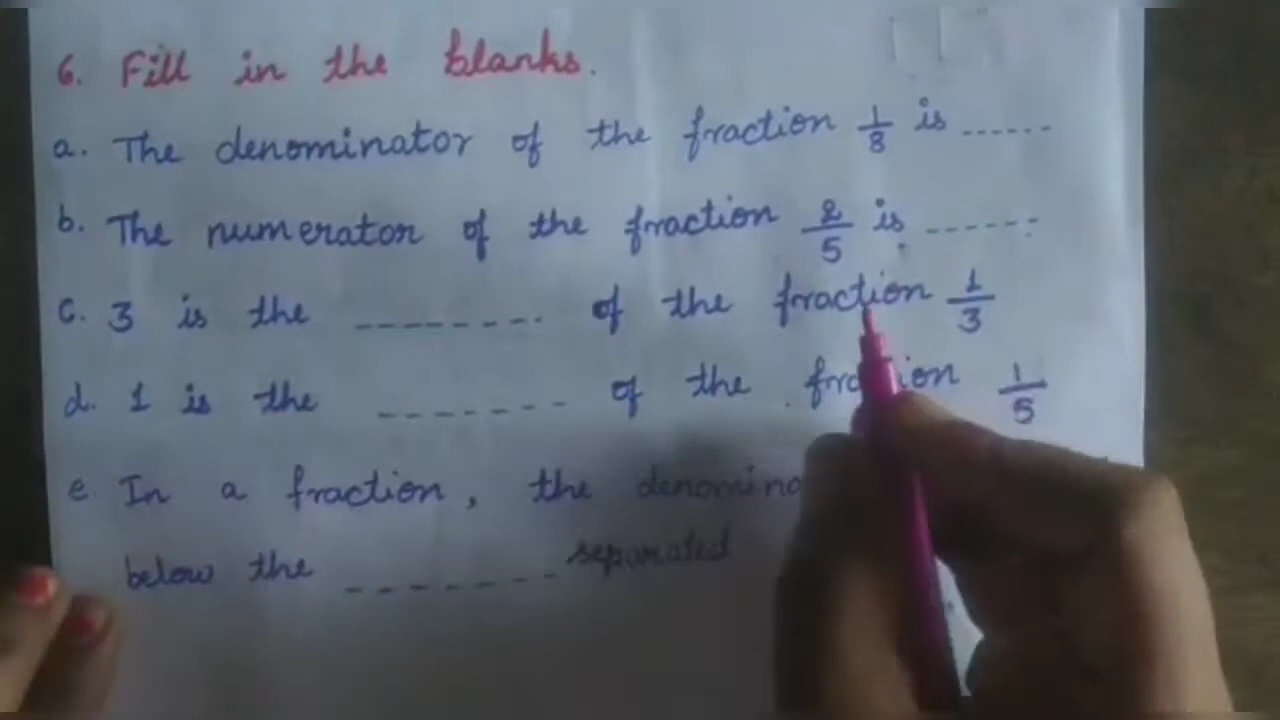 6. Fill in the blanks.
a. The denominator of the fraction 1/8 is ------
b. The numerator of the fraction 2/5 is ------
c. 3 is the -------- of the fraction 1/3
d. 1 is the -------- of the fraction 1/5
e. In a fraction, the
below the ------- separated